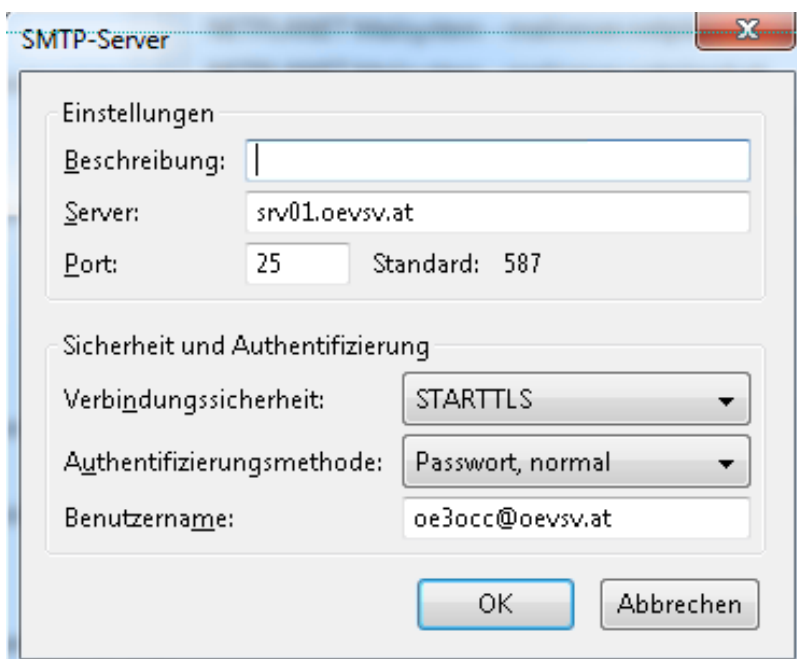 SMTP-Server
Einstellungen
Beschreibung:
Server: srv01.oevsv.at
Port: 25 Standard: 587
Sicherheit und Authentifizierung
Verbindungssicherheit: STARTTLS
Authentifizierungsmethode: Passwort, normal
Benutzername: oe3occ@oevsv.at
OK Abbrechen